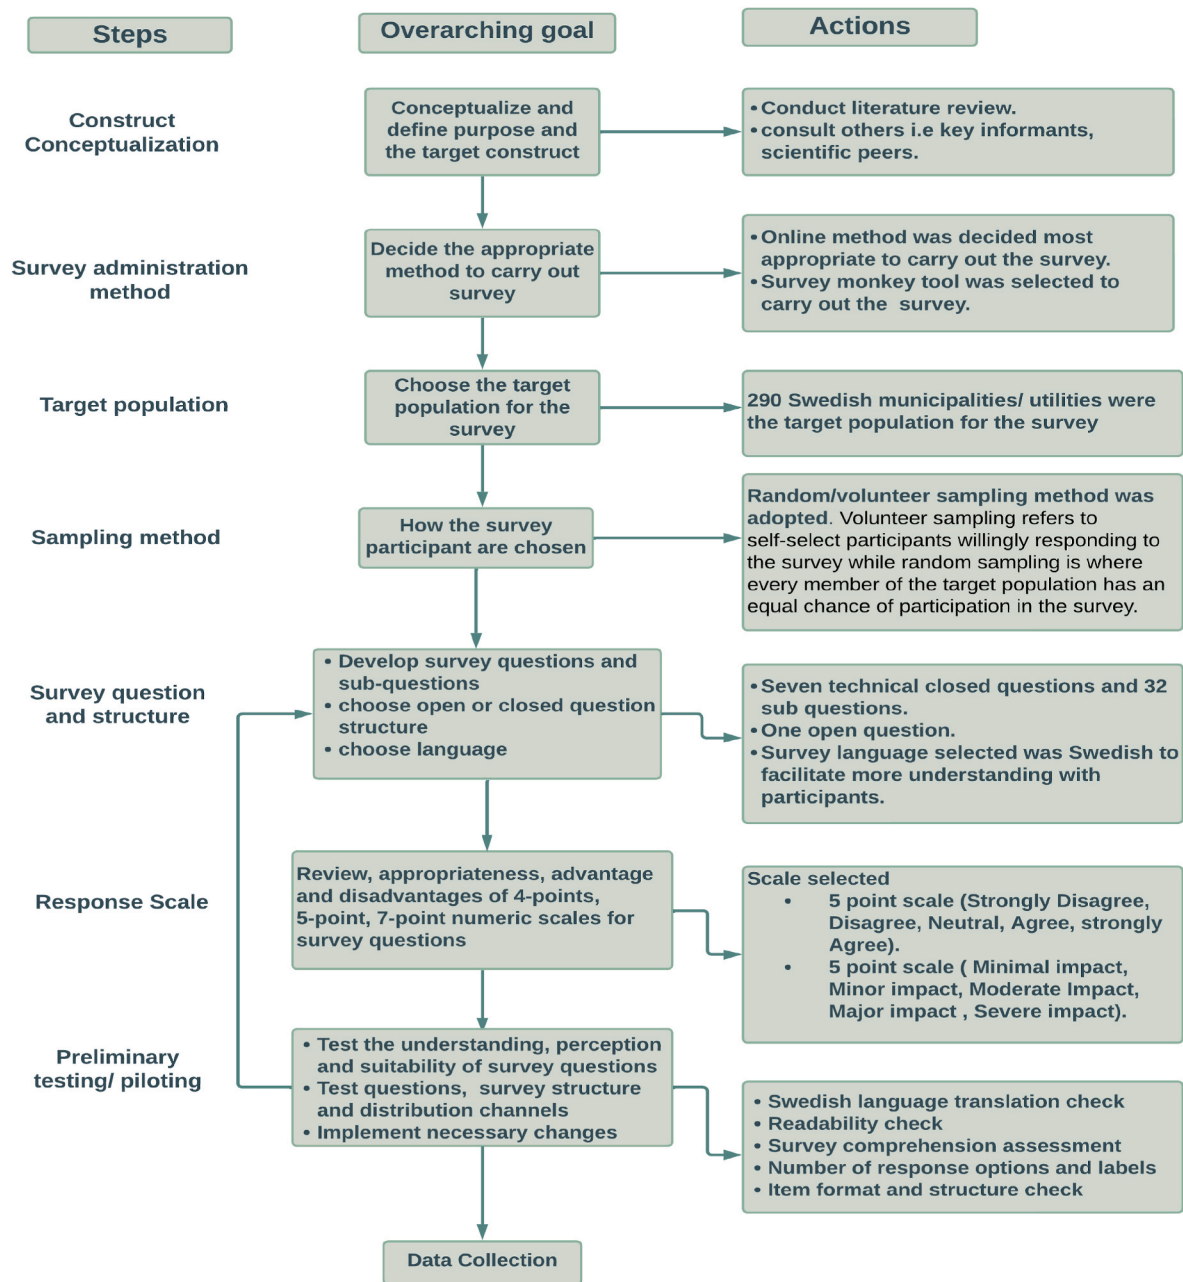 Steps
Overarching goal
Actions
Construct
Conceptualization
Conceptualize and
define purpose and
the target construct
• Conduct literature review.
• consult others i.e key informants,
scientific peers.
Survey administration
method
Decide the appropriate
method to carry out
survey
• Online method was decided most
appropriate to carry out the survey.
• Survey monkey tool was selected to
carry out the survey.
Target population
Choose the target
population for the
survey
290 Swedish municipalities/ utilities were
the target population for the survey
Sampling method
How the survey
participant are chosen
Random/volunteer sampling method was
adopted. Volunteer sampling refers to
self-select participants willingly responding to
the survey while random sampling is where
every member of the target population has an
equal chance of participation in the survey.
Survey question
and structure
• Develop survey questions and
sub-questions
• choose open or closed question
structure
• choose language
• Seven technical closed questions and 32
sub questions.
• One open question.
• Survey language selected was Swedish to
facilitate more understanding with
participants.
Response Scale
Review, appropriateness, advantage
and disadvantages of 4-points,
5-point, 7-point numeric scales for
survey questions
Scale selected
• 5 point scale (Strongly Disagree,
Disagree, Neutral, Agree, strongly
Agree).
• 5 point scale ( Minimal impact,
Minor impact, Moderate Impact,
Major impact , Severe impact).
Preliminary
testing/ piloting
• Test the understanding, perception
and suitability of survey questions
• Test questions, survey structure
and distribution channels
• Implement necessary changes
• Swedish language translation check
• Readability check
• Survey comprehension assessment
• Number of response options and labels
• Item format and structure check
Data Collection